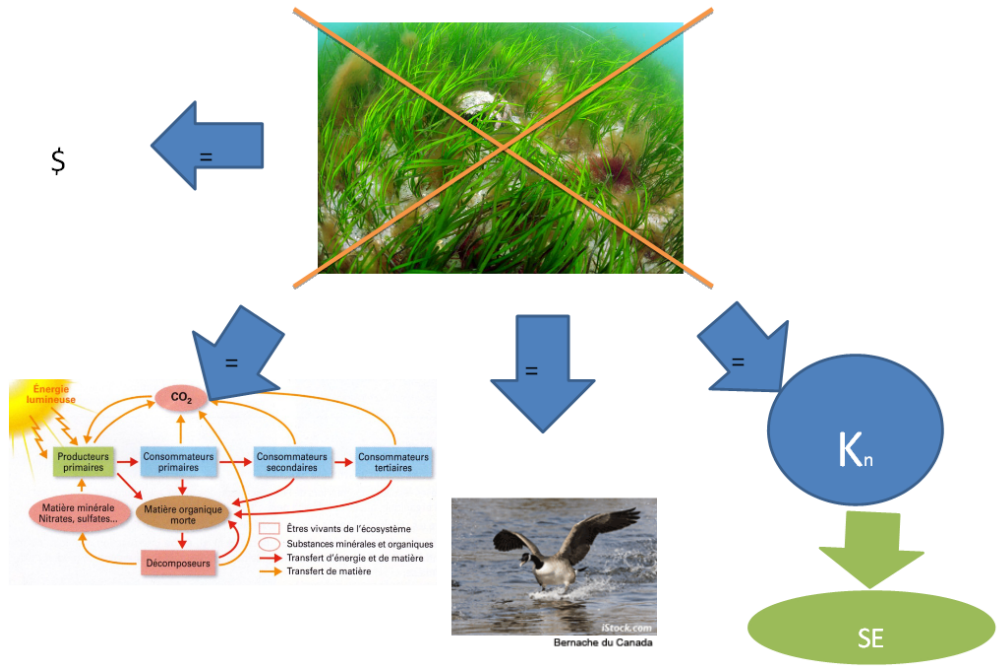 $
=
=
=
=
Énergie
lumineuse
CO₂
Producteurs
primaires
Consommateurs
primaires
Consommateurs
secondaires
Consommateurs
tertiaires
Matière minérale
Nitrates, sulfates...
Matière organique
morte
Décomposeurs
Êtres vivants de l'écosystème
Substances minérales et organiques
Transfert d'énergie et de matière
Transfert de matière
iStock.com
Bernache du Canada
Kn
SE